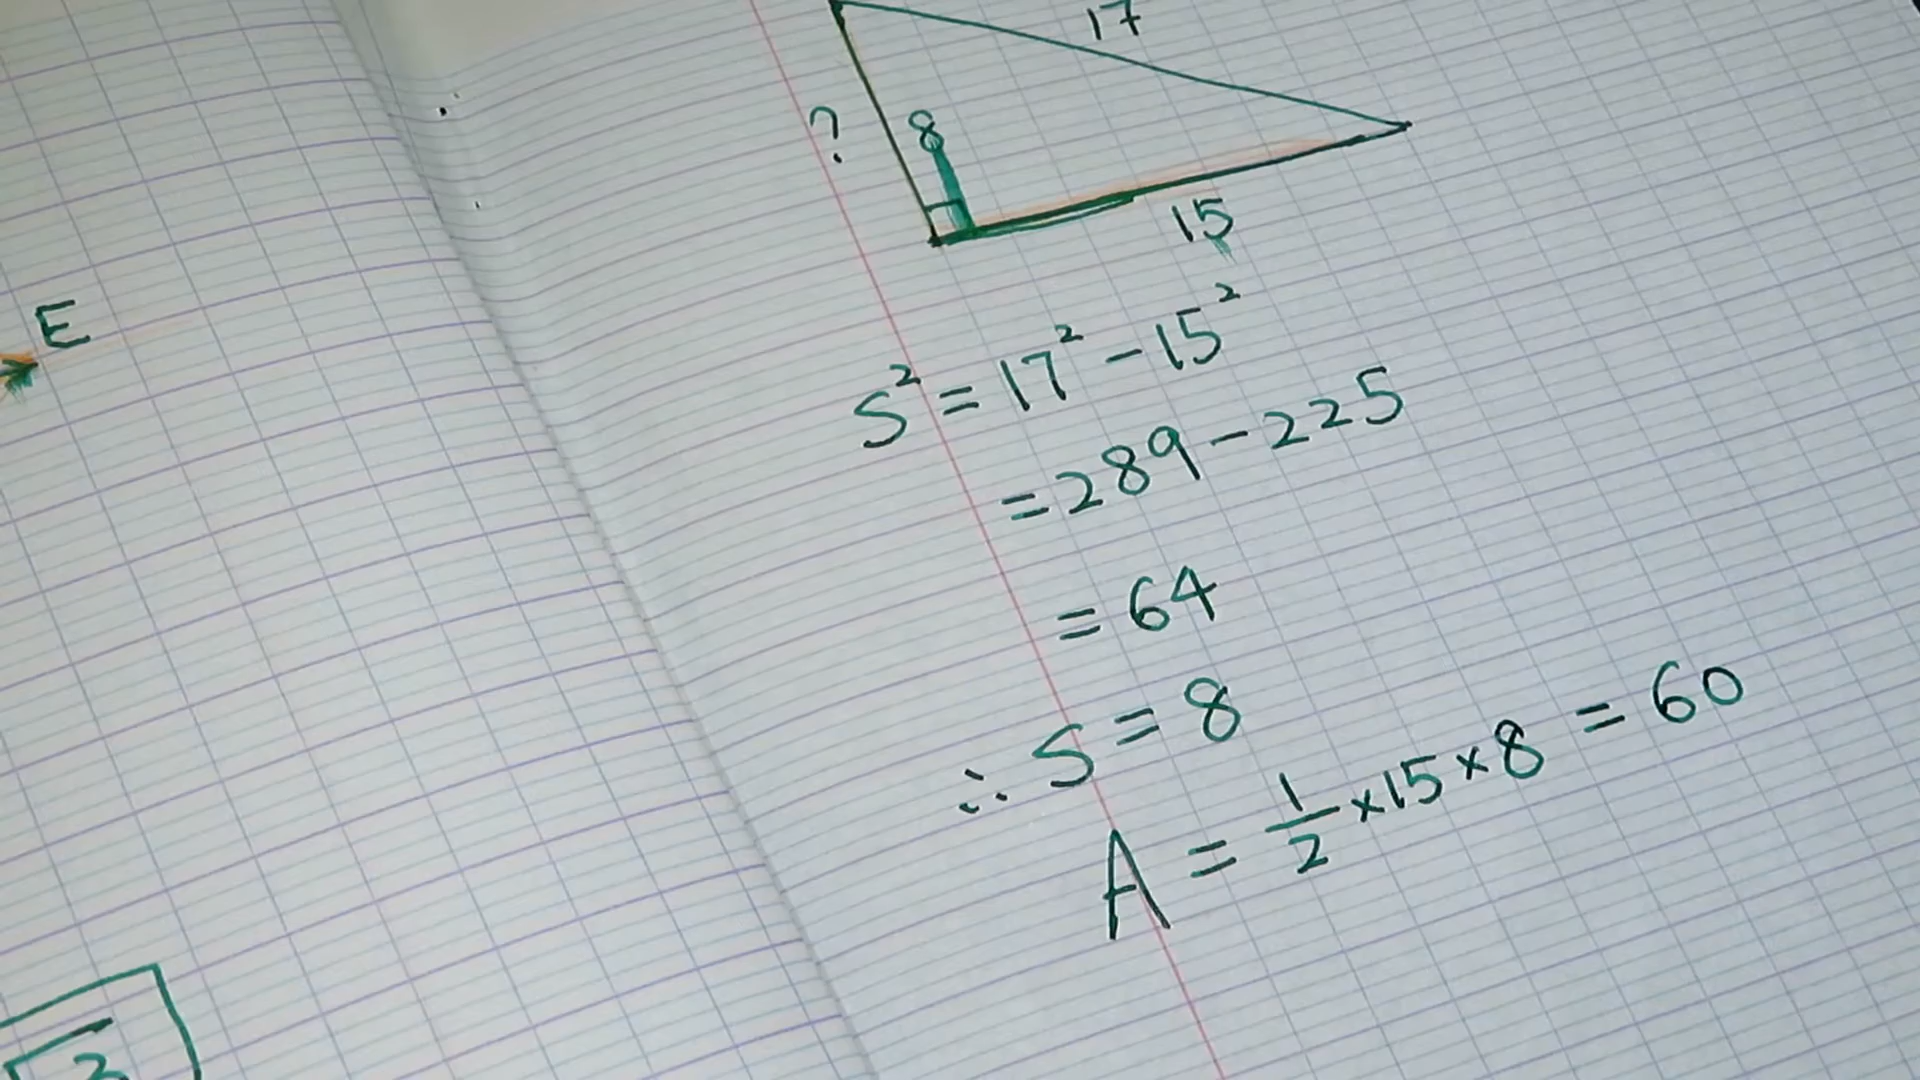 17
?
8
15
E
S² = 17² - 15²
= 289 - 225
= 64
∴ S = 8
A = 1/2 × 15 × 8 = 60
3